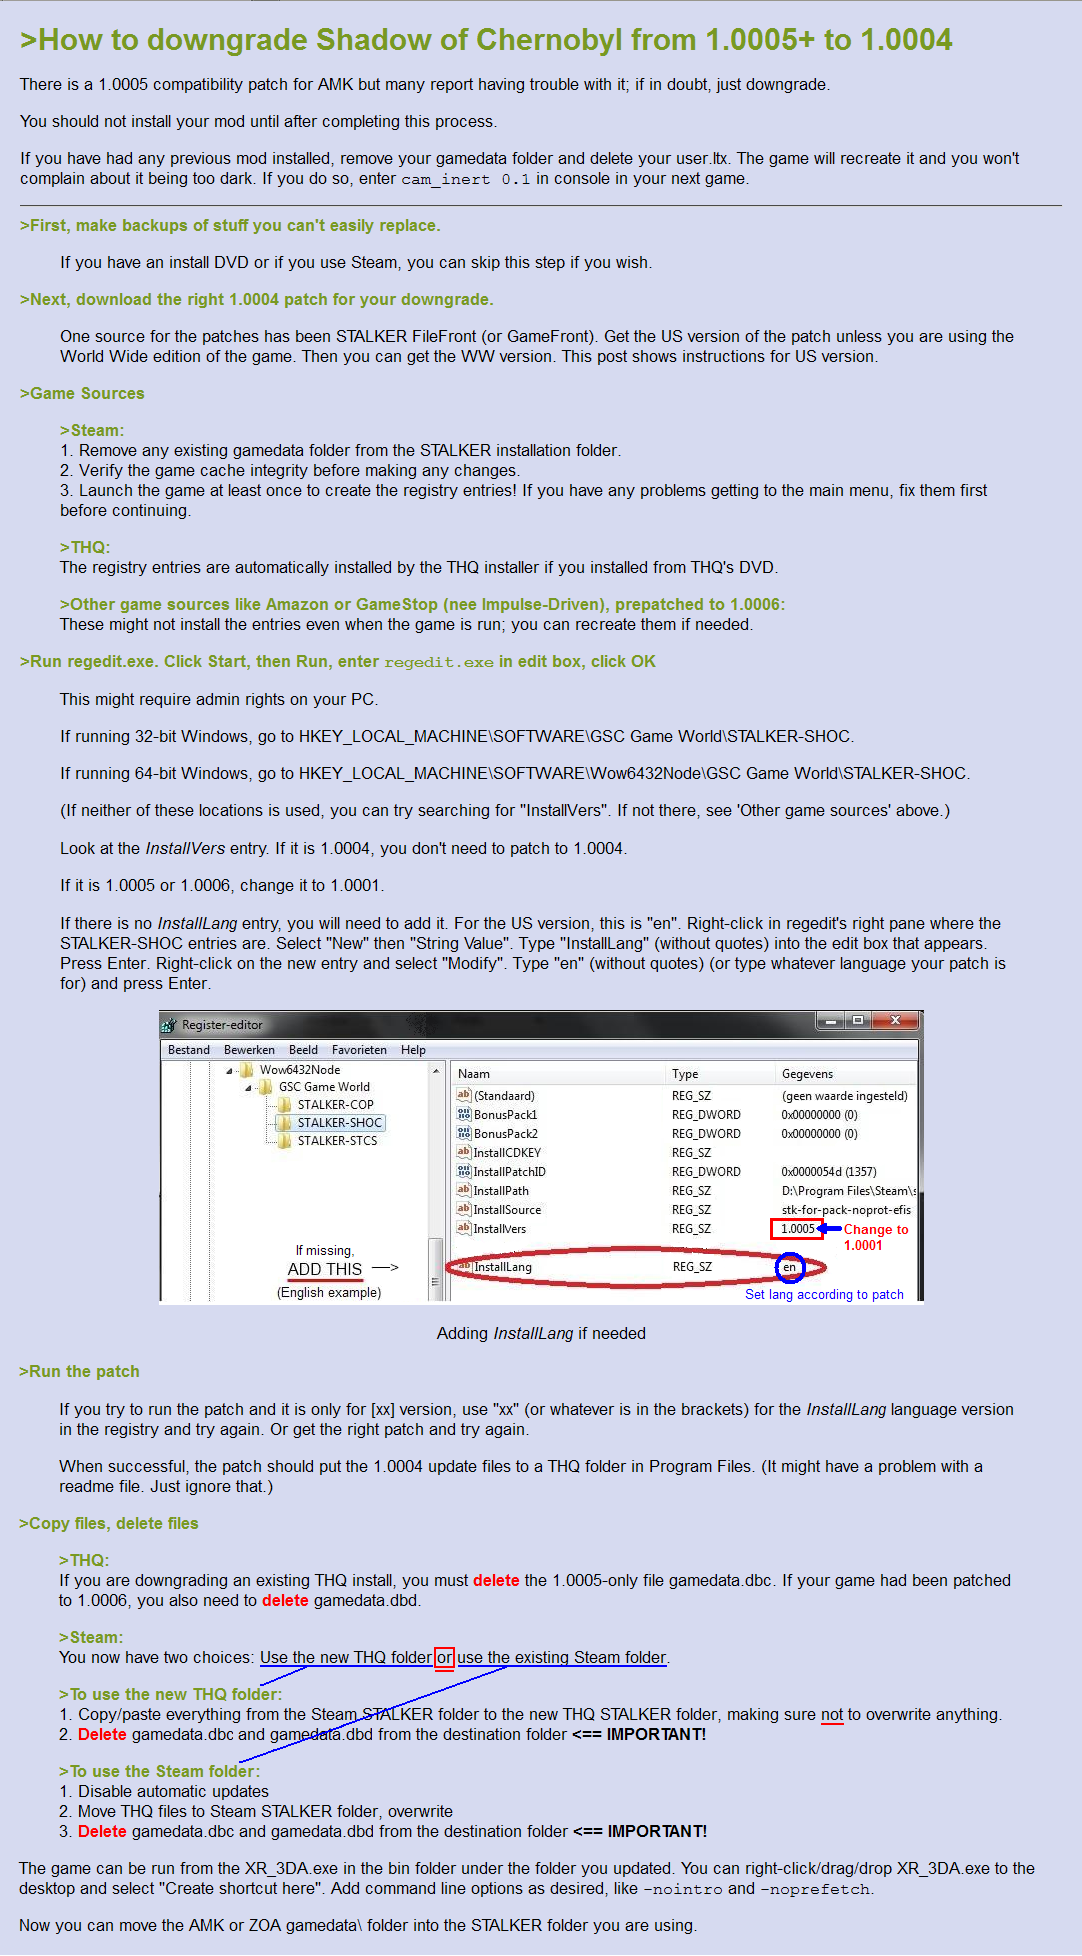 >How to downgrade Shadow of Chernobyl from 1.0005+ to 1.0004
There is a 1.0005 compatibility patch for AMK but many report having trouble with it; if in doubt, just downgrade.
You should not install your mod until after completing this process.
If you have had any previous mod installed, remove your gamedata folder and delete your user.ltx. The game will recreate it and you won't
complain about it being too dark. If you do so, enter cam_inert 0.1 in console in your next game.
>First, make backups of stuff you can't easily replace.
If you have an install DVD or if you use Steam, you can skip this step if you wish.
>Next, download the right 1.0004 patch for your downgrade.
One source for the patches has been STALKER FileFront (or GameFront). Get the US version of the patch unless you are using the
World Wide edition of the game. Then you can get the WW version. This post shows instructions for US version.
>Game Sources
>Steam:
1. Remove any existing gamedata folder from the STALKER installation folder.
2. Verify the game cache integrity before making any changes.
3. Launch the game at least once to create the registry entries! If you have any problems getting to the main menu, fix them first
before continuing.
>THQ:
The registry entries are automatically installed by the THQ installer if you installed from THQ's DVD.
>Other game sources like Amazon or GameStop (nee Impulse-Driven), prepatched to 1.0006:
These might not install the entries even when the game is run; you can recreate them if needed.
>Run regedit.exe. Click Start, then Run, enter regedit.exe in edit box, click OK
This might require admin rights on your PC.
If running 32-bit Windows, go to HKEY_LOCAL_MACHINE\SOFTWARE\GSC Game World\STALKER-SHOC.
If running 64-bit Windows, go to HKEY_LOCAL_MACHINE\SOFTWARE\Wow6432Node\GSC Game World\STALKER-SHOC.
(If neither of these locations is used, you can try searching for "InstallVers". If not there, see 'Other game sources' above.)
Look at the InstallVers entry. If it is 1.0004, you don't need to patch to 1.0004.
If it is 1.0005 or 1.0006, change it to 1.0001.
If there is no InstallLang entry, you will need to add it. For the US version, this is "en". Right-click in regedit's right pane where the
STALKER-SHOC entries are. Select "New" then "String Value". Type "InstallLang" (without quotes) into the edit box that appears.
Press Enter. Right-click on the new entry and select "Modify". Type "en" (without quotes) (or type whatever language your patch is
for) and press Enter.
Register-editor
Bestand Bewerken Beeld Favorieten Help
Wow6432Node
GSC Game World
STALKER-COP
STALKER-SHOC
STALKER-STCS
Naam Type Gegevens
(Standaard) REG_SZ (geen waarde ingesteld)
BonusPack1 REG_DWORD 0x00000000 (0)
BonusPack2 REG_DWORD 0x00000000 (0)
InstallCDKEY REG_SZ
InstallPatchID REG_DWORD 0x0000054d (1357)
InstallPath REG_SZ D:\Program Files\Steam\s
InstallSource REG_SZ stk-for-pack-noprot-efis
InstallVers REG_SZ 1.0005 Change to
1.0001
If missing,
ADD THIS -->
(English example)
InstallLang REG_SZ en
Set lang according to patch
Adding InstallLang if needed
>Run the patch
If you try to run the patch and it is only for [xx] version, use "xx" (or whatever is in the brackets) for the InstallLang language version
in the registry and try again. Or get the right patch and try again.
When successful, the patch should put the 1.0004 update files to a THQ folder in Program Files. (It might have a problem with a
readme file. Just ignore that.)
>Copy files, delete files
>THQ:
If you are downgrading an existing THQ install, you must delete the 1.0005-only file gamedata.dbc. If your game had been patched
to 1.0006, you also need to delete gamedata.dbd.
>Steam:
You now have two choices: Use the new THQ folder or use the existing Steam folder.
>To use the new THQ folder:
1. Copy/paste everything from the Steam STALKER folder to the new THQ STALKER folder, making sure not to overwrite anything.
2. Delete gamedata.dbc and gamedata.dbd from the destination folder <== IMPORTANT!
>To use the Steam folder:
1. Disable automatic updates
2. Move THQ files to Steam STALKER folder, overwrite
3. Delete gamedata.dbc and gamedata.dbd from the destination folder <== IMPORTANT!
The game can be run from the XR_3DA.exe in the bin folder under the folder you updated. You can right-click/drag/drop XR_3DA.exe to the
desktop and select "Create shortcut here". Add command line options as desired, like -nointro and -noprefetch.
Now you can move the AMK or ZOA gamedata\ folder into the STALKER folder you are using.